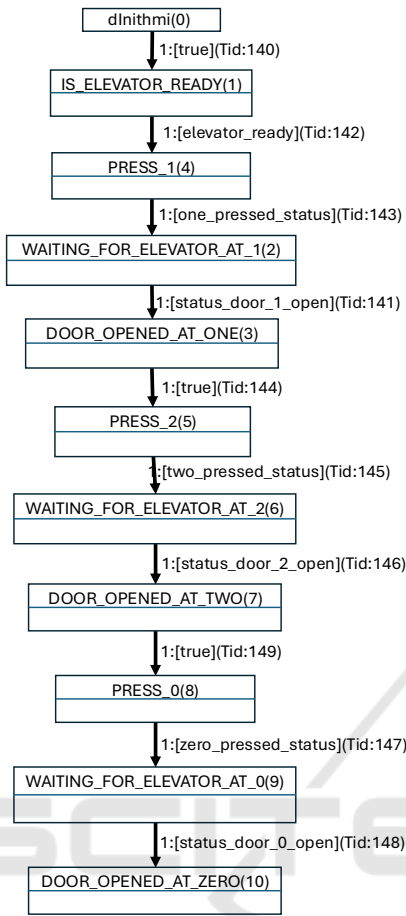 dInithmi(0)
1:[true](Tid:140)
IS_ELEVATOR_READY(1)
1:[elevator_ready](Tid:142)
PRESS_1(4)
1:[one_pressed_status](Tid:143)
WAITING_FOR_ELEVATOR_AT_1(2)
1:[status_door_1_open](Tid:141)
DOOR_OPENED_AT_ONE(3)
1:[true](Tid:144)
PRESS_2(5)
1:[two_pressed_status](Tid:145)
WAITING_FOR_ELEVATOR_AT_2(6)
1:[status_door_2_open](Tid:146)
DOOR_OPENED_AT_TWO(7)
1:[true](Tid:149)
PRESS_0(8)
1:[zero_pressed_status](Tid:147)
WAITING_FOR_ELEVATOR_AT_0(9)
1:[status_door_0_open](Tid:148)
DOOR_OPENED_AT_ZERO(10)